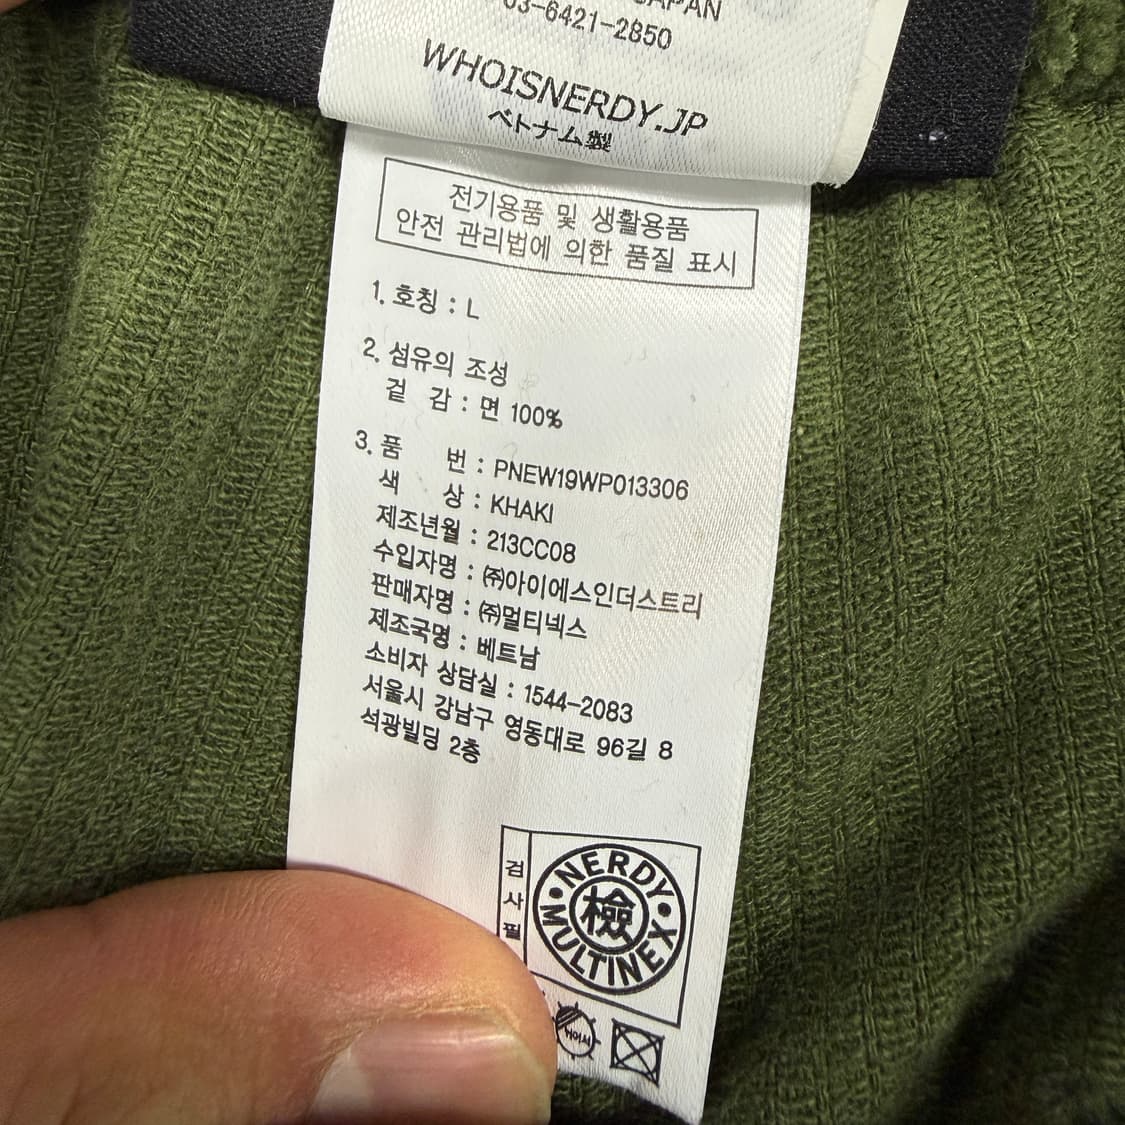 JAPAN
03-6421-2850
WHOISNERDY.JP
ベトナム製
전기용품 및 생활용품
안전 관리법에 의한 품질 표시
1. 호칭 : L
2. 섬유의 조성
겉 감 : 면 100%
3. 품 번 : PNEW19WP013306
색 상 : KHAKI
제조년월 : 213CC08
수입자명 : ㈜아이에스인더스트리
판매자명 : ㈜멀티넥스
제조국명 : 베트남
소비자 상담실 : 1544-2083
서울시 강남구 영동대로 96길 8
석광빌딩 2층
검사필
NERDY
檢
MULTINEX
뉘어서